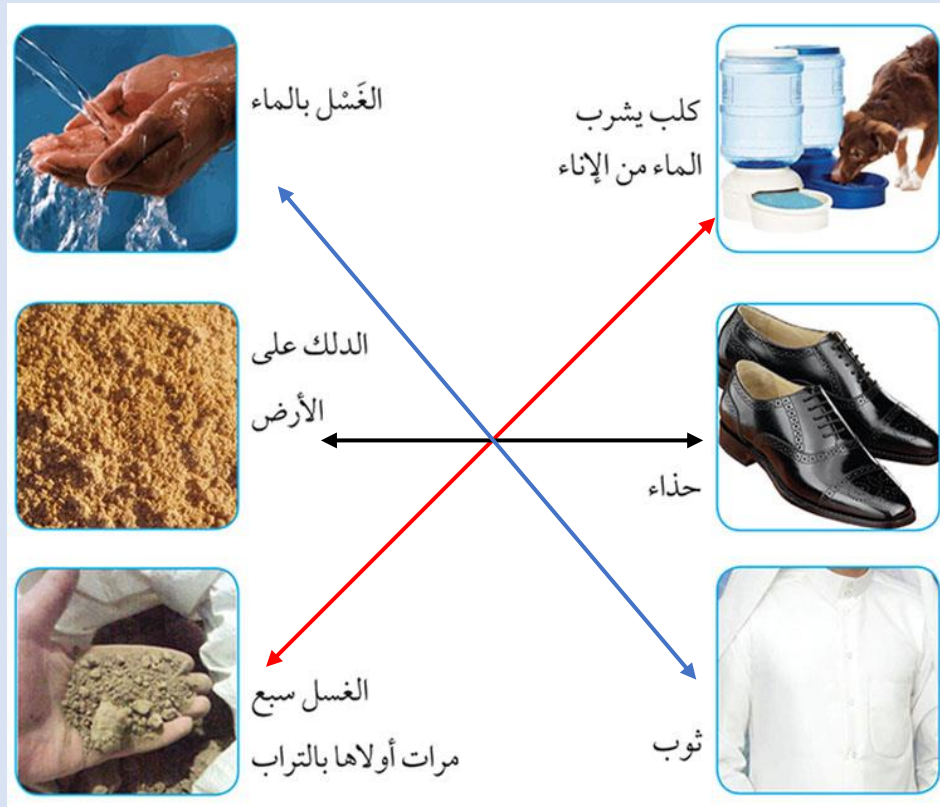 كلب يشرب
الماء من الإناء
الغَسْل بالماء
حذاء
الدلك على
الأرض
ثوب
الغسل سبع
مرات أولاها بالتراب